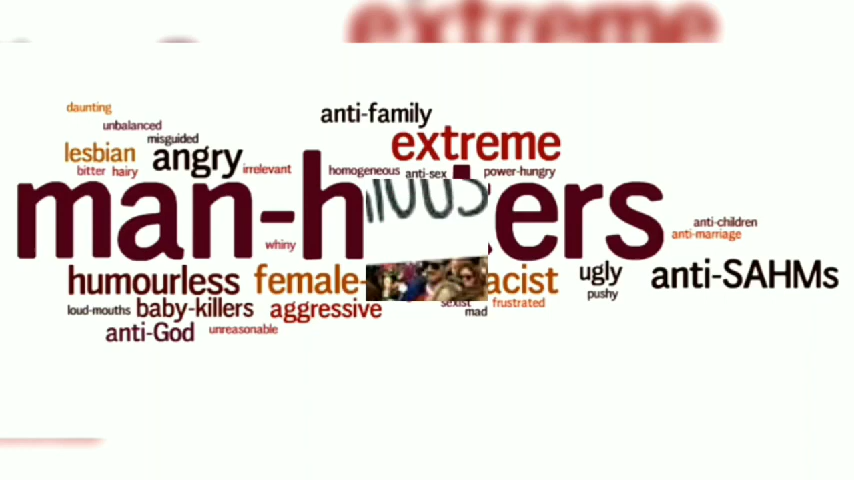 extreme
daunting
anti-family
unbalanced
misguided
extreme
lesbian angry
bitter hairy irrelevant homogeneous anti-sex power-hungry
man-h ers
anti-children
anti-marriage
whiny
humourless female- acist ugly anti-SAHMs
pushy
loud-mouths baby-killers aggressive sexist frustrated
mad
anti-God unreasonable